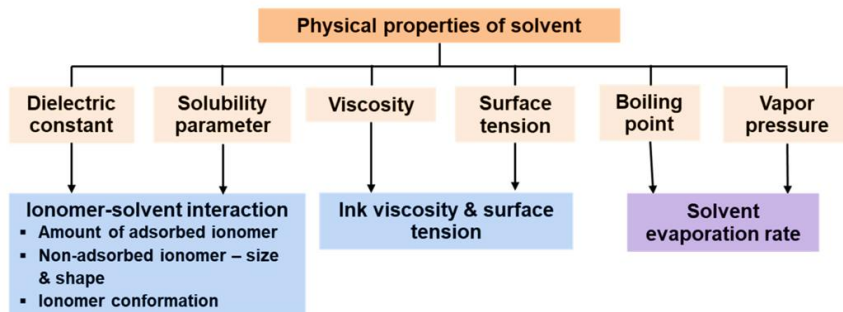 Physical properties of solvent
Dielectric
constant
Solubility
parameter
Viscosity
Surface
tension
Boiling
point
Vapor
pressure
Ionomer-solvent interaction
▪ Amount of adsorbed ionomer
▪ Non-adsorbed ionomer – size
& shape
▪ Ionomer conformation
Ink viscosity & surface
tension
Solvent
evaporation rate